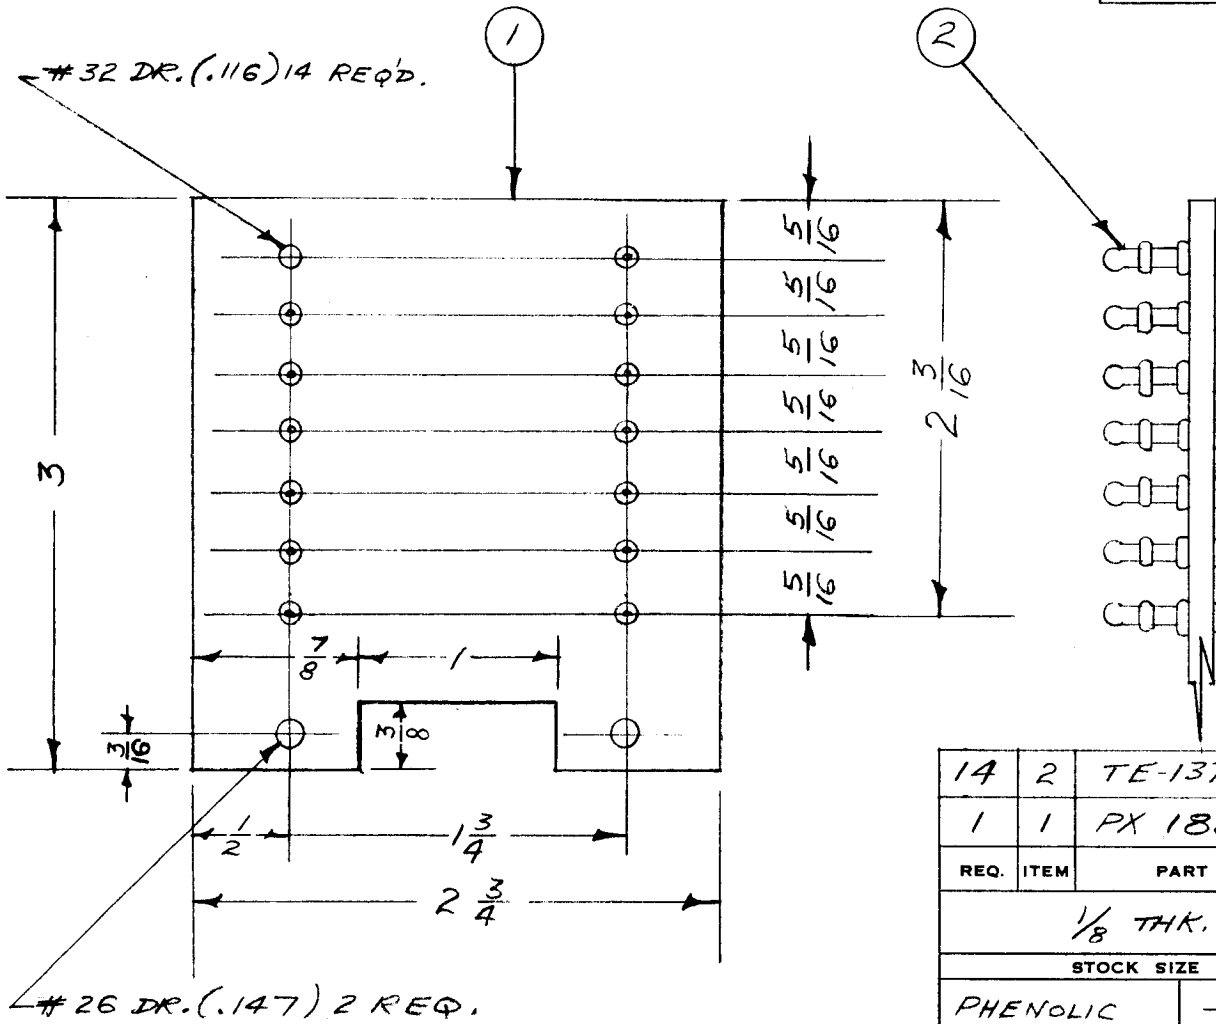 1
2
#32 DR. (.116) 14 REQ'D.
5/16
5/16
5/16
5/16
5/16
5/16
5/16
2 3/16
3
7/8
1
3/8
3/16
1/2
1 3/4
2 3/4
#26 DR. (.147) 2 REQ.
14 2 TE-137
1 1 PX 18
REQ. ITEM PART
1/8 THK.
STOCK SIZE
PHENOLIC